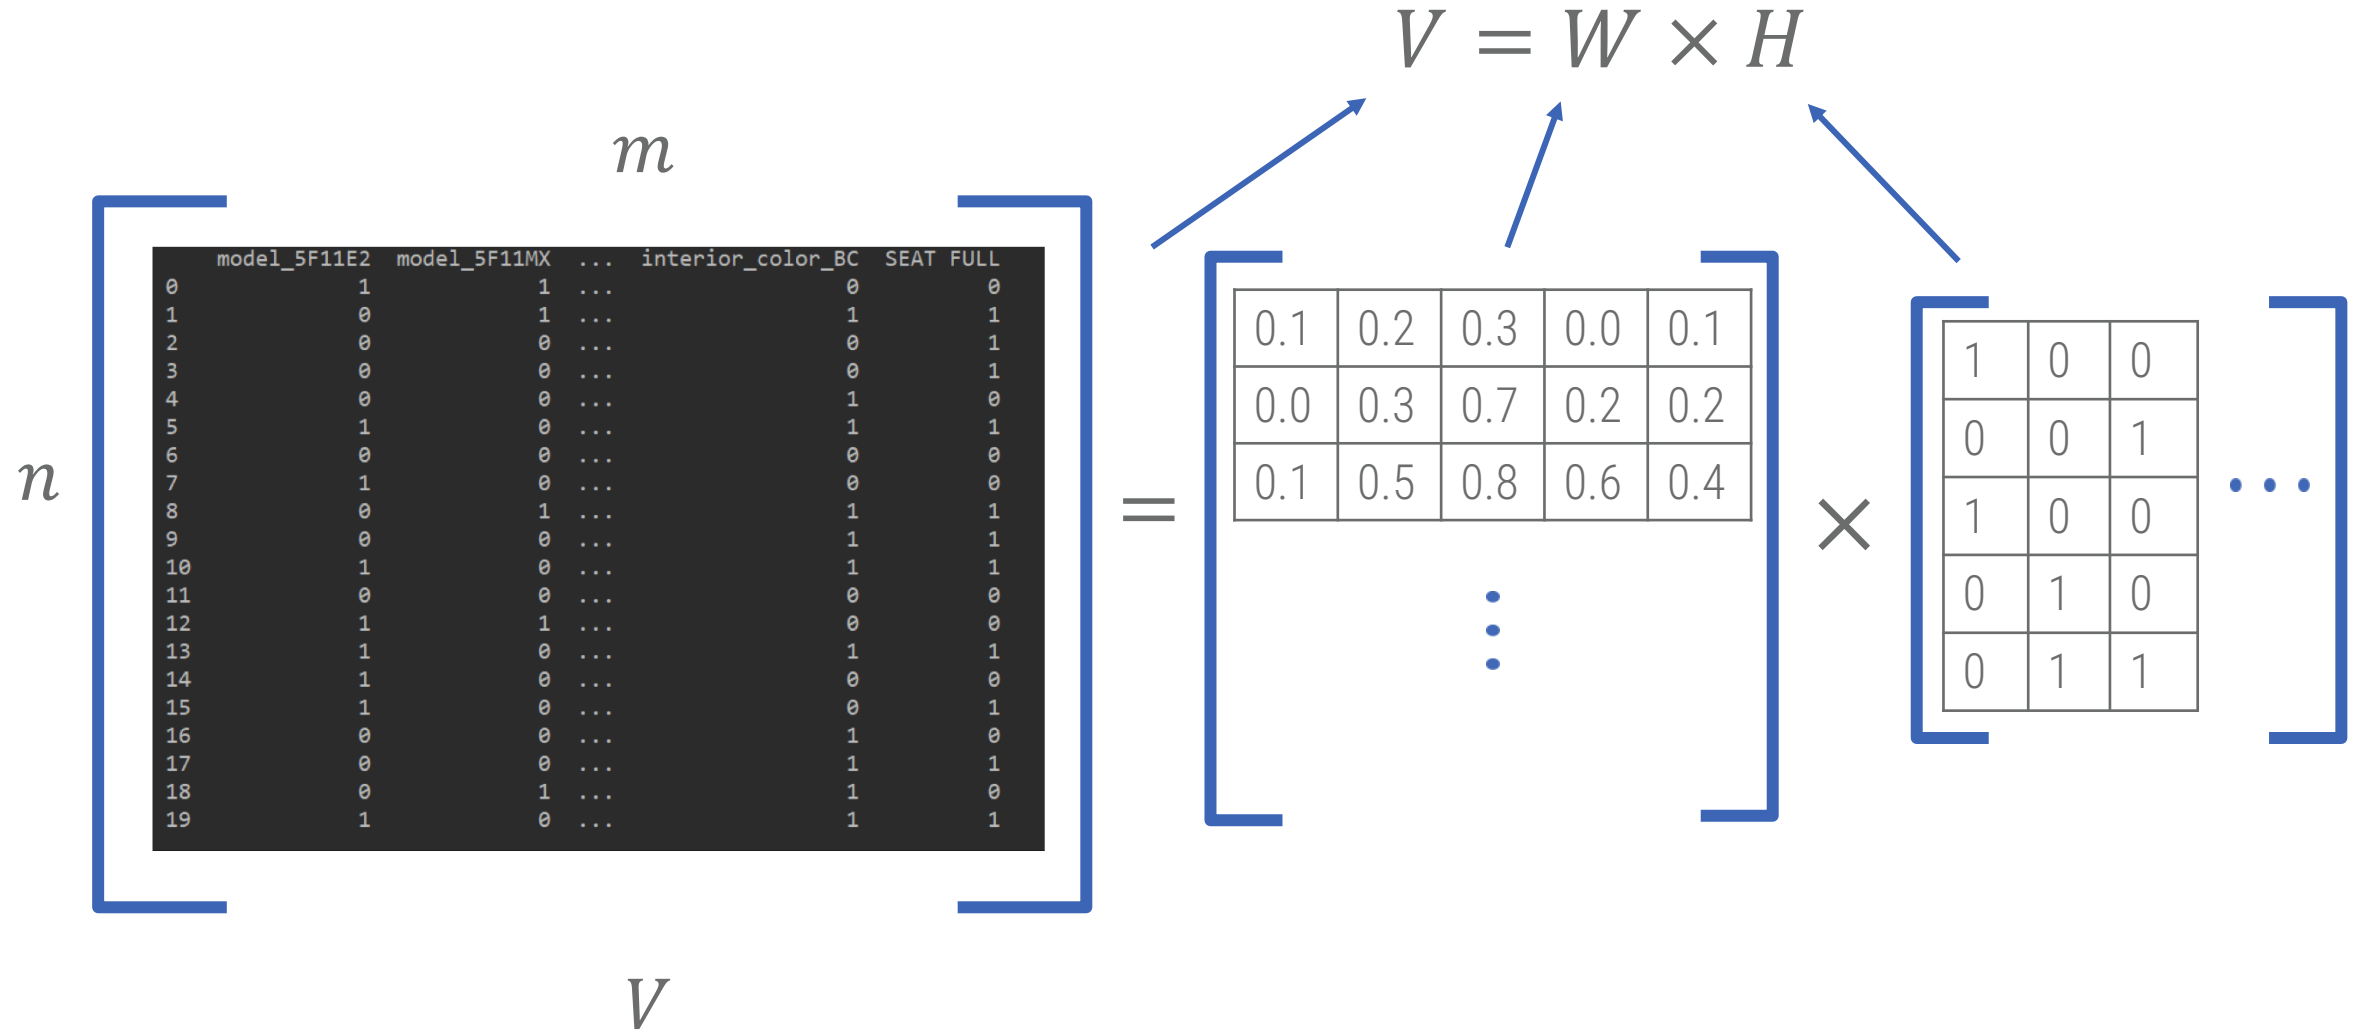 V = W × H
m
n
model_5F11E2 model_5F11MX ... interior_color_BC SEAT FULL
0 1 1 ... 0 0
1 0 1 ... 1 1
2 0 0 ... 0 1
3 0 0 ... 0 1
4 0 0 ... 1 0
5 1 0 ... 1 1
6 0 0 ... 0 0
7 1 0 ... 0 0
8 0 1 ... 1 1
9 0 0 ... 1 1
10 1 0 ... 1 1
11 0 0 ... 0 0
12 1 1 ... 0 0
13 1 0 ... 1 1
14 1 0 ... 0 0
15 1 0 ... 0 1
16 0 0 ... 1 0
17 0 0 ... 1 1
18 0 1 ... 1 0
19 1 0 ... 1 1
=
0.1 0.2 0.3 0.0 0.1
0.0 0.3 0.7 0.2 0.2
0.1 0.5 0.8 0.6 0.4
×
1 0 0
0 0 1
1 0 0
0 1 0
0 1 1
V